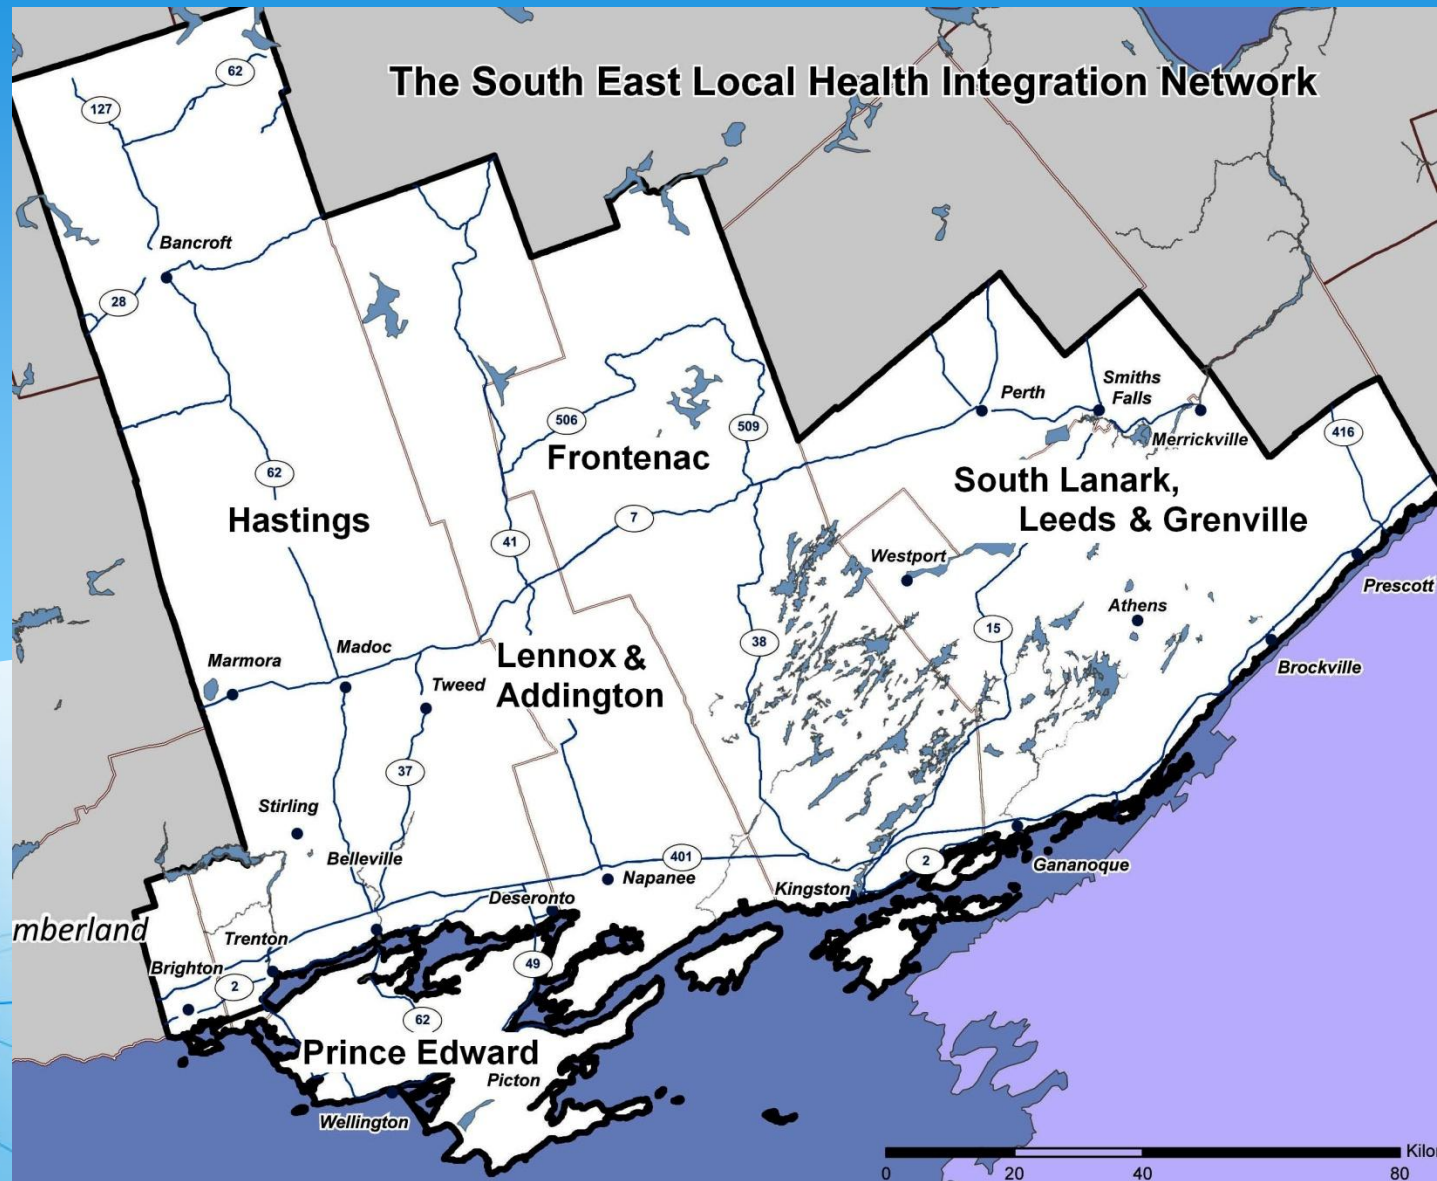 The South East Local Health Integration Network
62
127
Bancroft
28
Perth
Smiths
Falls
506
509
Merrickville
416
Frontenac
62
South Lanark,
Leeds & Grenville
Hastings
7
41
Westport
Prescott
Athens
15
38
Madoc
Lennox &
Addington
Marmora
Tweed
Brockville
37
Stirling
Belleville
401
2
Gananoque
Napanee
Kingston
Deseronto
mberland
Trenton
Brighton
49
2
62
Prince Edward
Picton
Wellington
Kilo
0 20 40 80